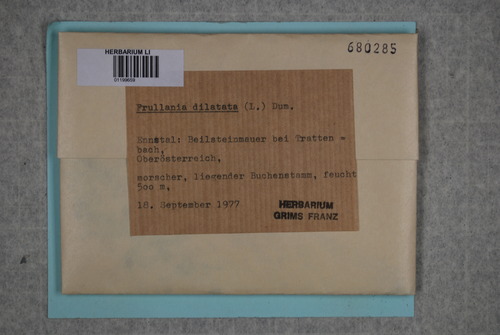 HERBARIUM LI
01199659
680285
Frullania dilatata (L.) Dum.
Ennstal: Beilsteinmauer bei Tratten =
bach,
Oberösterreich,
morscher, liegender Buchenstamm, feucht
500 m,
18. September 1977
HERBARIUM
GRIMS FRANZ